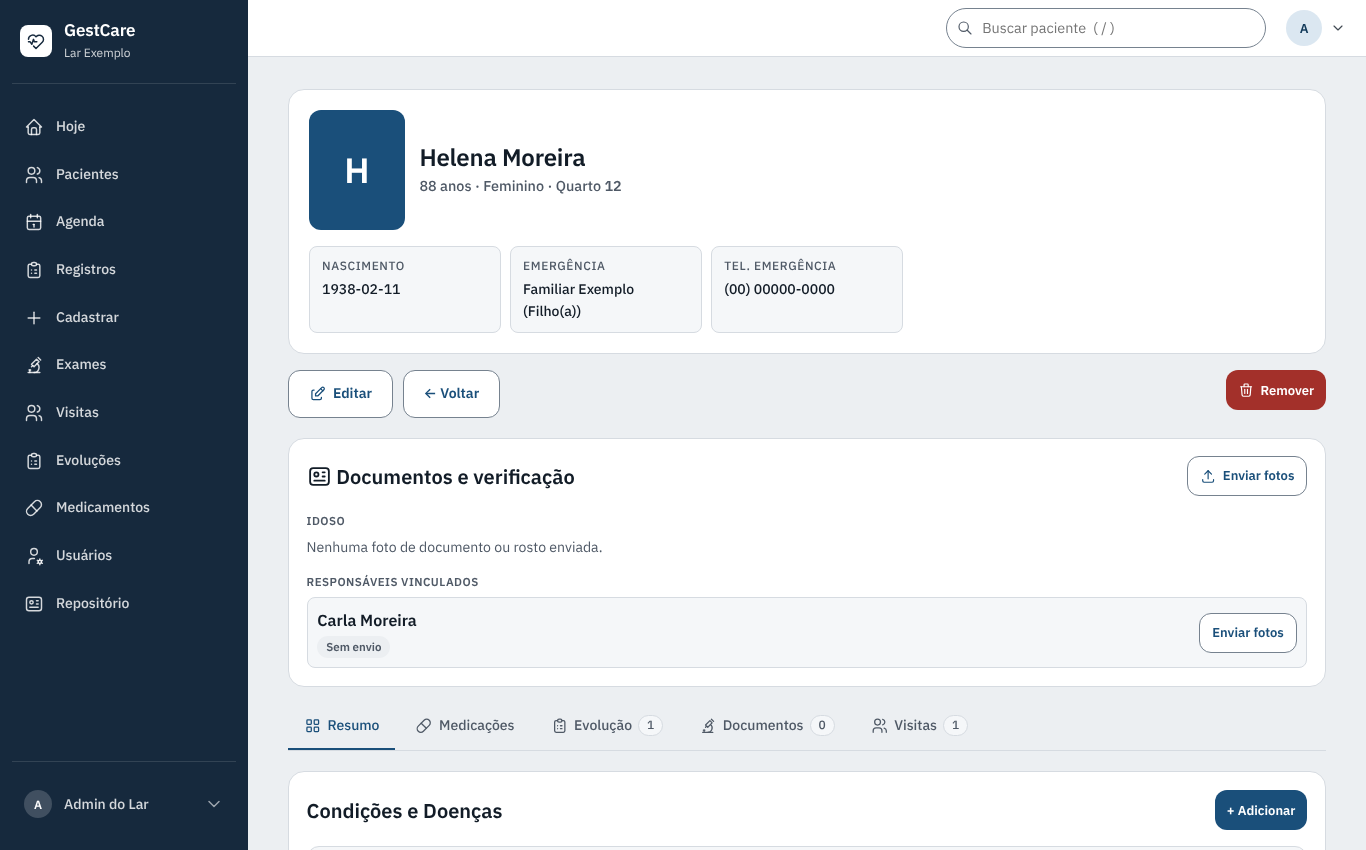 GestCare
Lar Exemplo
Hoje
Pacientes
Agenda
Registros
Cadastrar
Exames
Visitas
Evoluções
Medicamentos
Usuários
Repositório
A
Admin do Lar
Buscar paciente ( / )
A
H
Helena Moreira
88 anos · Feminino · Quarto 12
NASCIMENTO
1938-02-11
EMERGÊNCIA
Familiar Exemplo
(Filho(a))
TEL. EMERGÊNCIA
(00) 00000-0000
Editar
← Voltar
Remover
Documentos e verificação
Enviar fotos
IDOSO
Nenhuma foto de documento ou rosto enviada.
RESPONSÁVEIS VINCULADOS
Carla Moreira
Sem envio
Enviar fotos
Resumo
Medicações
Evolução 1
Documentos 0
Visitas 1
Condições e Doenças
+ Adicionar